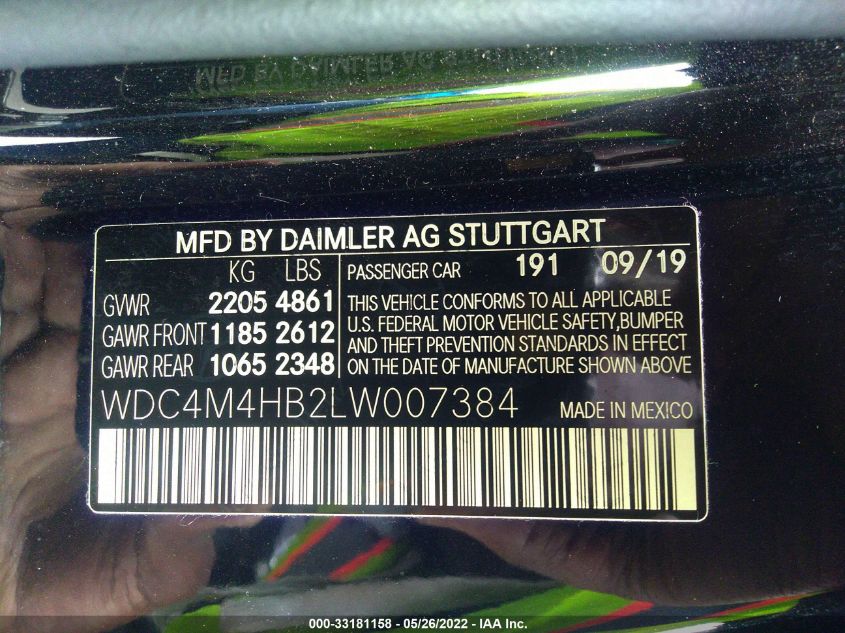 MFD BY DAIMLER AG STUTTGART
KG LBS
GVWR 2205 4861
GAWR FRONT 1185 2612
GAWR REAR 1065 2348
PASSENGER CAR 191 09/19
THIS VEHICLE CONFORMS TO ALL APPLICABLE
U.S. FEDERAL MOTOR VEHICLE SAFETY,BUMPER
AND THEFT PREVENTION STANDARDS IN EFFECT
ON THE DATE OF MANUFACTURE SHOWN ABOVE
WDC4M4HB2LW007384 MADE IN MEXICO
000-33181158 - 05/26/2022 - IAA Inc.